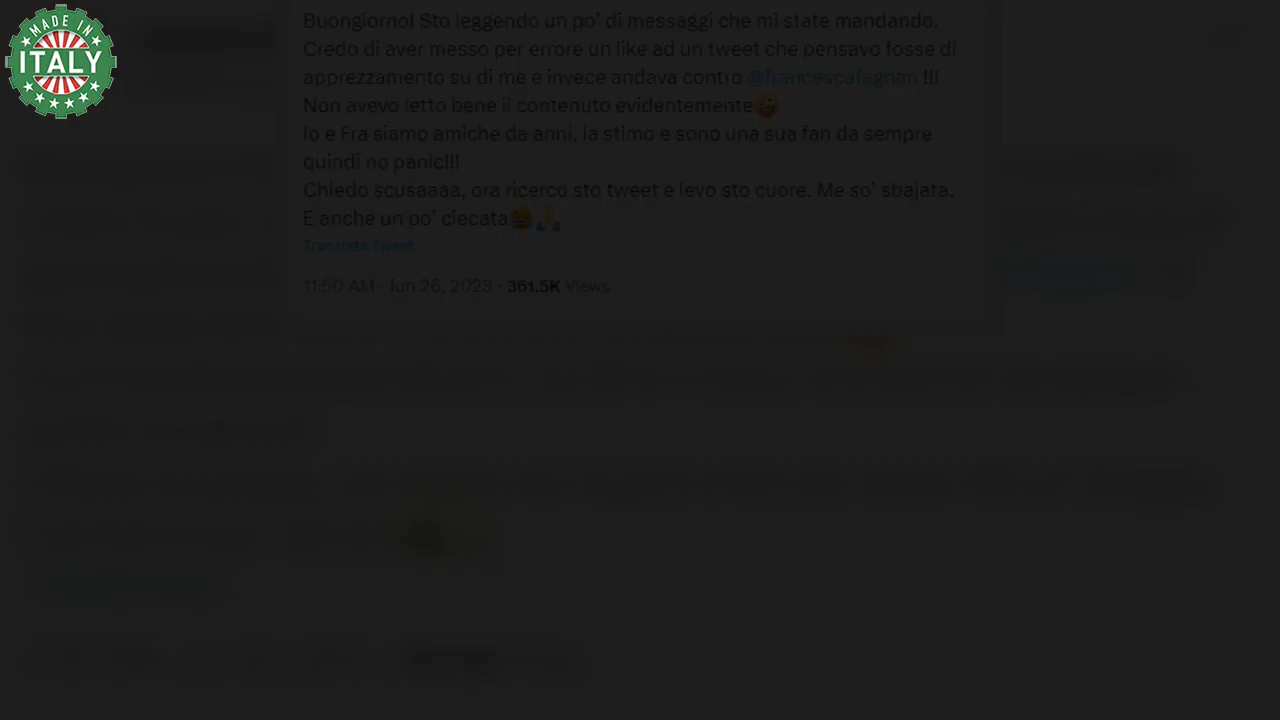 MADE IN
ITALY
Buongiorno! Sto leggendo un po' di messaggi che mi state mandando.
Credo di aver messo per errore un like ad un tweet che pensavo fosse di
apprezzamento su di me e invece andava contro @francescafagnan !!!
Non avevo letto bene il contenuto evidentemente🤪
Io e Fra siamo amiche da anni, la stimo e sono una sua fan da sempre
quindi no panic!!!
Chiedo scusaaaa, ora ricerco sto tweet e levo sto cuore. Me so' sbajata.
E anche un po' ciecata😂🙏
Translate Tweet
11:50 AM · Jun 26, 2023 · 361.5K Views